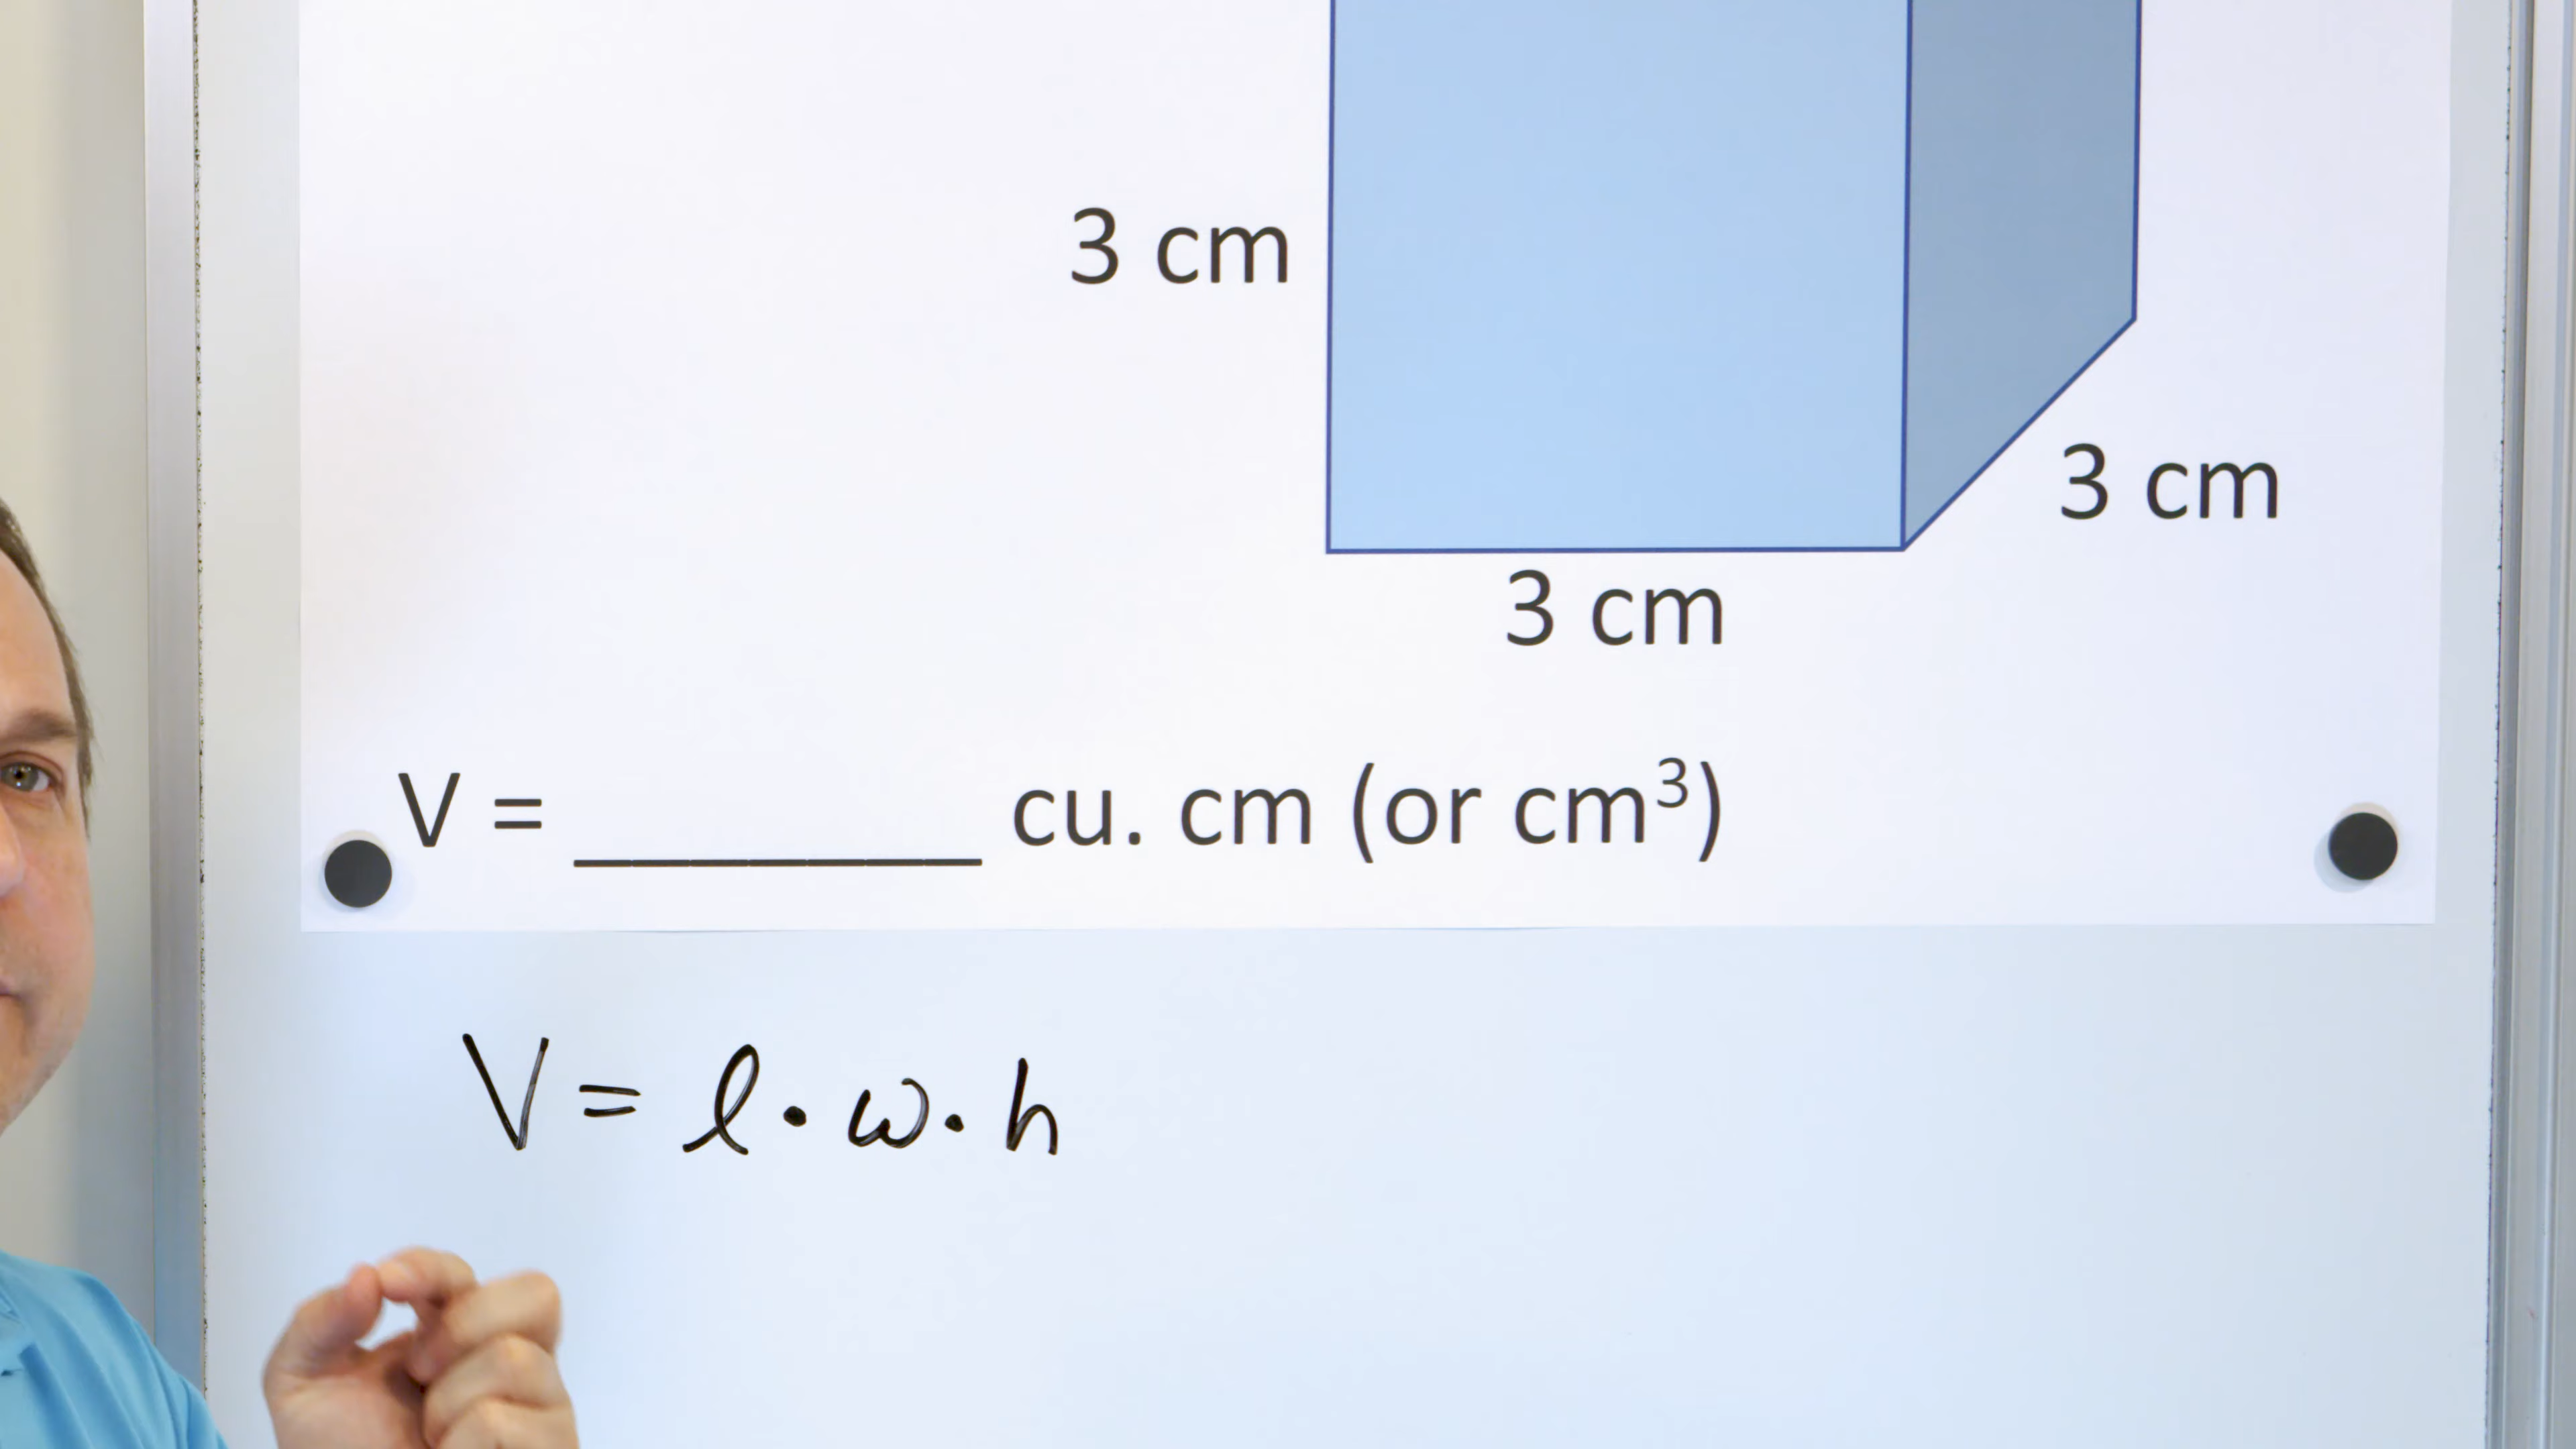 3 cm
3 cm
3 cm
V = ________ cu. cm (or cm³)
V = l · w · h